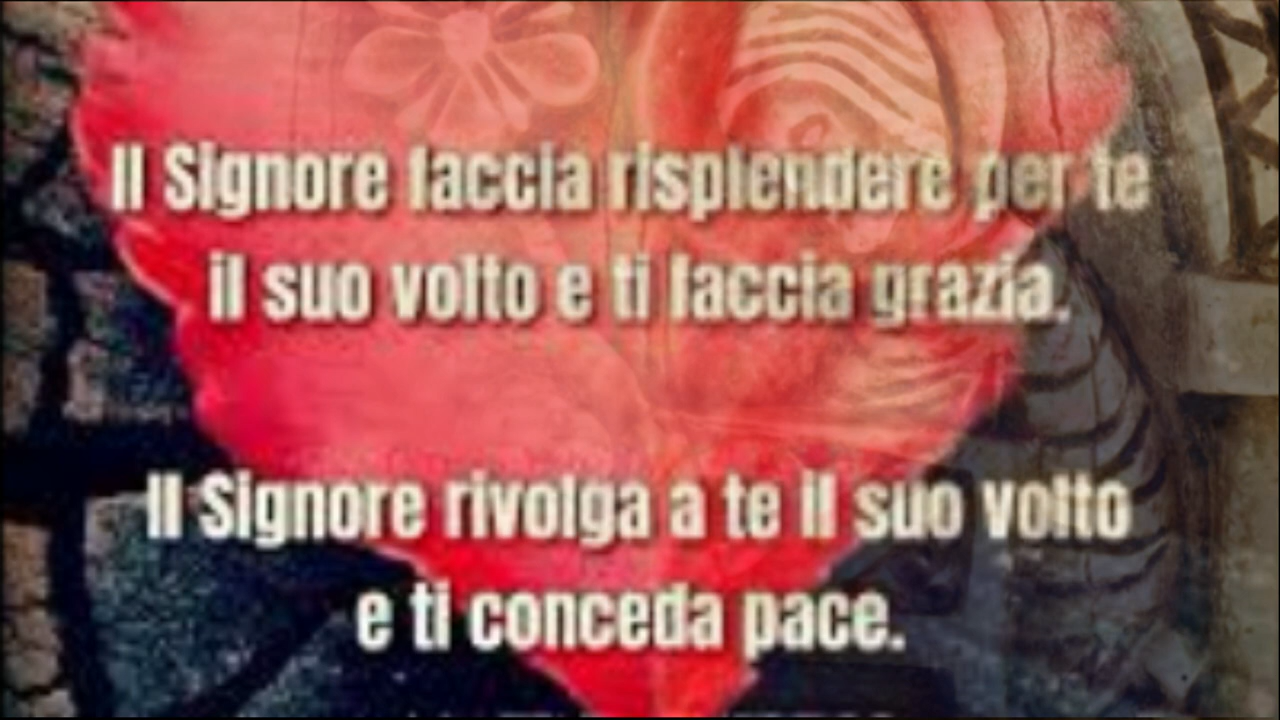 Il Signore faccia risplendere per te
il suo volto e ti faccia grazia.
Il Signore rivolga a te il suo volto
e ti conceda pace.